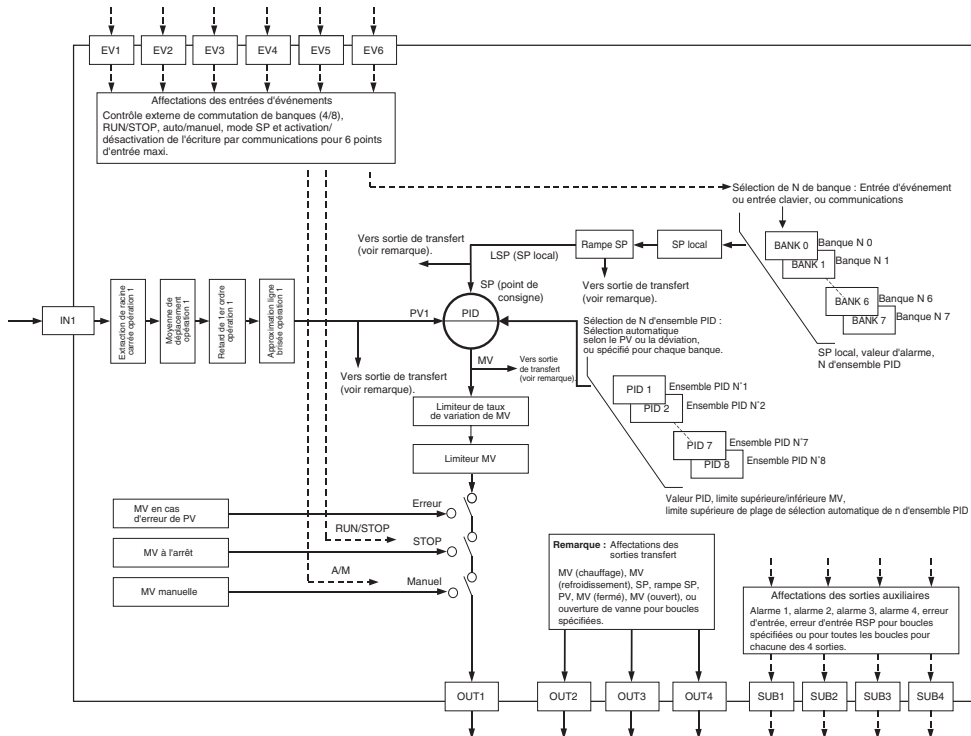 EV1 EV2 EV3 EV4 EV5 EV6
Affectations des entrées d'événements
Contrôle externe de commutation de banques (4/8),
RUN/STOP, auto/manuel, mode SP et activation/
désactivation de l'écriture par communications pour 6 points
d'entrée maxi.
Sélection de N de banque : Entrée d'événement
ou entrée clavier, ou communications
BANK 0 Banque N 0
BANK 1 Banque N 1
BANK 6 Banque N 6
BANK 7 Banque N 7
SP local, valeur d'alarme,
N d'ensemble PID
Vers sortie de transfert
(voir remarque).
Rampe SP
SP local
LSP (SP local)
Vers sortie de transfert
(voir remarque).
SP (point de
consigne)
IN1
Extraction de racine
carrée opération 1
Moyenne de
déplacement
opération 1
Retard de 1er ordre
opération 1
Approximation ligne
brisée opération 1
PV1
PID
Vers sortie de transfert
(voir remarque).
MV
Vers sortie
de transfert
(voir remarque).
Sélection de N d'ensemble PID :
Sélection automatique
selon le PV ou la déviation,
ou spécifié pour chaque banque.
PID 1 Ensemble PID N°1
PID 2 Ensemble PID N°2
PID 7 Ensemble PID N°7
PID 8 Ensemble PID N°8
Valeur PID, limite supérieure/inférieure MV,
limite supérieure de plage de sélection automatique de n d'ensemble PID
Limiteur de taux
de variation de MV
Limiteur MV
MV en cas
d'erreur de PV
Erreur
RUN/STOP
MV à l'arrêt
STOP
A/M
MV manuelle
Manuel
Remarque : Affectations des
sorties transfert
MV (chauffage), MV
(refroidissement), SP, rampe SP,
PV, MV (fermé), MV (ouvert), ou
ouverture de vanne pour boucles
spécifiées.
Affectations des sorties auxiliaires
Alarme 1, alarme 2, alarme 3, alarme 4, erreur
d'entrée, erreur d'entrée RSP pour boucles
spécifiées ou pour toutes les boucles pour
chacune des 4 sorties.
OUT1 OUT2 OUT3 OUT4 SUB1 SUB2 SUB3 SUB4